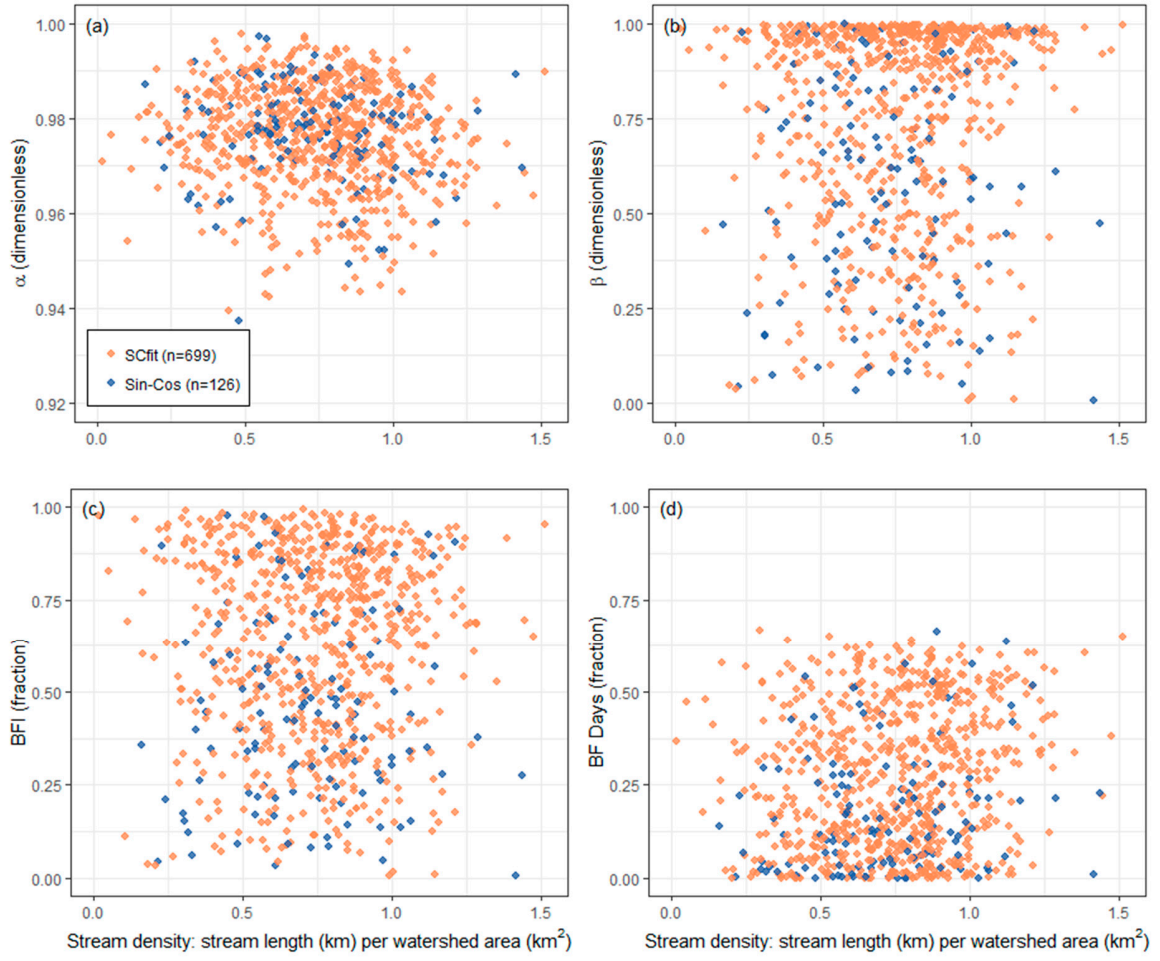 (a)
1.00
0.98
0.96
0.94
0.92
α (dimensionless)
SCfit (n=699)
Sin-Cos (n=126)
0.0 0.5 1.0 1.5
(b)
1.00
0.75
0.50
0.25
0.00
β (dimensionless)
0.0 0.5 1.0 1.5
(c)
1.00
0.75
0.50
0.25
0.00
BFI (fraction)
0.0 0.5 1.0 1.5
Stream density: stream length (km) per watershed area (km²)
(d)
1.00
0.75
0.50
0.25
0.00
BF Days (fraction)
0.0 0.5 1.0 1.5
Stream density: stream length (km) per watershed area (km²)